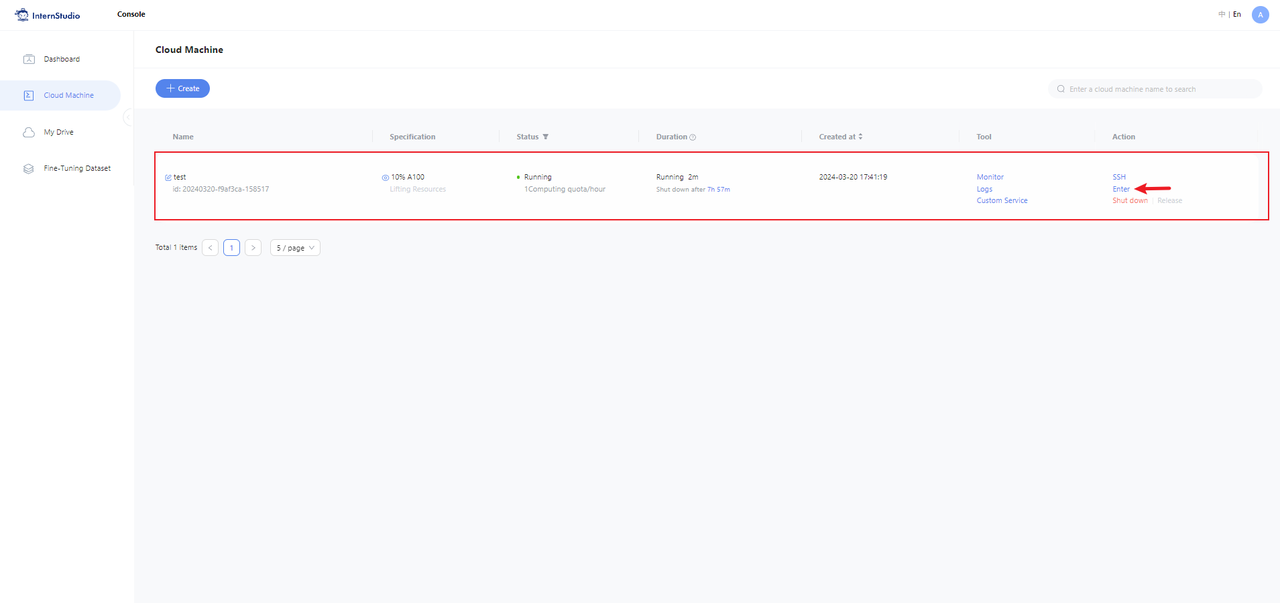 InternStudio
Console
中 | En
A
Dashboard
Cloud Machine
My Drive
Fine-Tuning Dataset
Cloud Machine
Create
Enter a cloud machine name to search
Name Specification Status Duration Created at Tool Action
test 10% A100 Running Running 2m 2024-03-20 17:41:19 Monitor SSH
id: 20240320-f9af3ca-158517 Lifting Resources 1Computing quota/hour Shut down after 7h 57m Logs Enter
Custom Service Shut down Release
Total 1 items < 1 > 5 / page